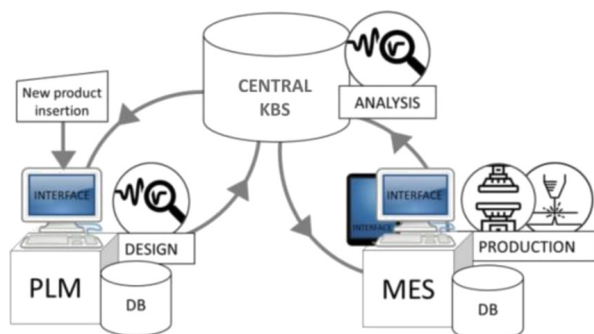 CENTRAL
KBS
ANALYSIS
New product
insertion
INTERFACE
DESIGN
PLM
DB
INTERFACE
INTERFACE
PRODUCTION
MES
DB